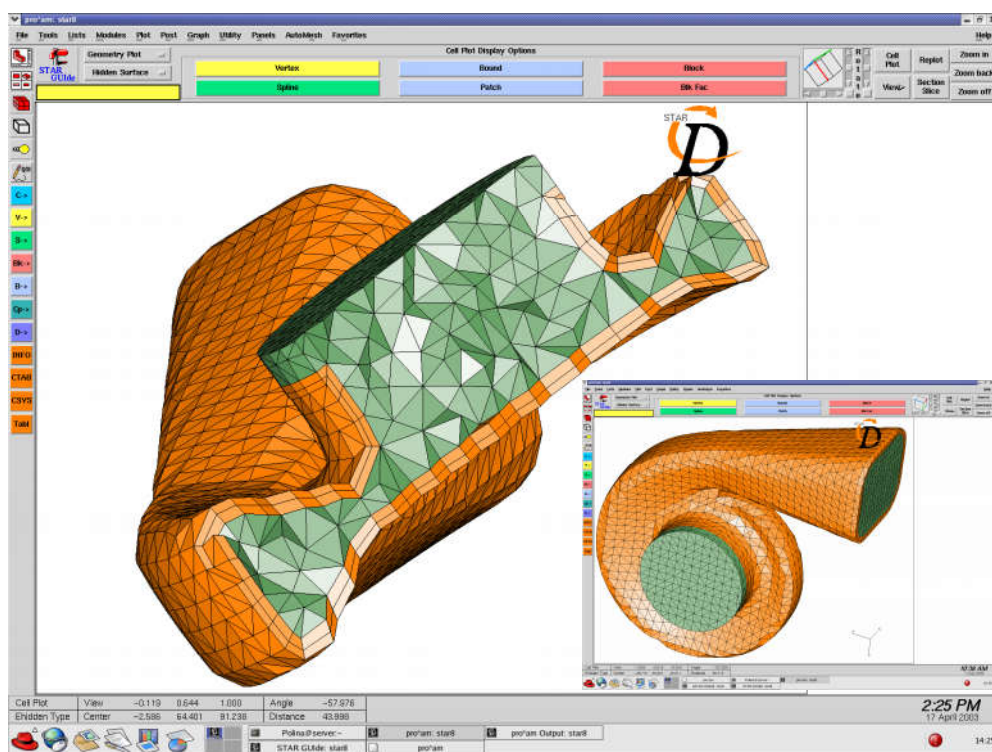 pro'am: star8
File Tools Lists Modules Plot Post Graph Utility Panels AutoMesh Favorites Help
STAR GUIde
Geometry Plot
Hidden Surface
Cell Plot Display Options
Vertex Bound Block
Spline Patch Blk Fac
Rotate
Cell Plot
Replot
Zoom in
Zoom back
View->
Section Slice
Zoom off
STAR
D
C->
V->
S->
Bk->
B->
Cp->
D->
INFO
CTAB
CSYS
Tabl
D
10:38 AM
Cell Plot View -0.119 0.644 1.000 Angle -57.976
Ehidden Type Center -2.586 64.401 91.238 Distance 43.998
2:25 PM
17 April 2003
Polina@server:~ pro'am: star8 pro'am Output: star8
STAR GUIde: star8 pro'am
14:25